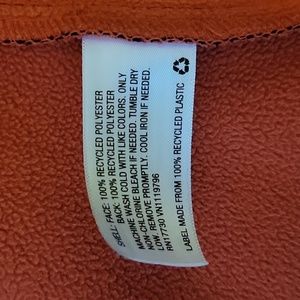 SHELL: FACE: 100% RECYCLED POLYESTER
BACK: 100% RECYCLED POLYESTER
MACHINE WASH COLD WITH LIKE COLORS. ONLY
NON-CHLORINE BLEACH IF NEEDED. TUMBLE DRY
LOW. REMOVE PROMPTLY. COOL IRON IF NEEDED.
RN17730 VN1119796
LABEL MADE FROM 100% RECYCLED PLASTIC